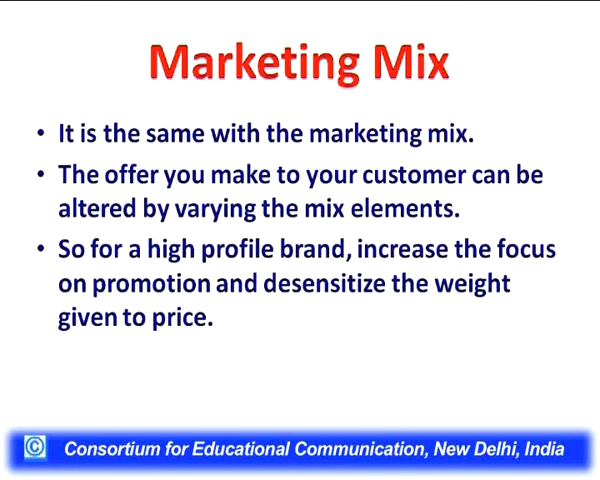 Marketing Mix
• It is the same with the marketing mix.
• The offer you make to your customer can be
altered by varying the mix elements.
• So for a high profile brand, increase the focus
on promotion and desensitize the weight
given to price.
© Consortium for Educational Communication, New Delhi, India